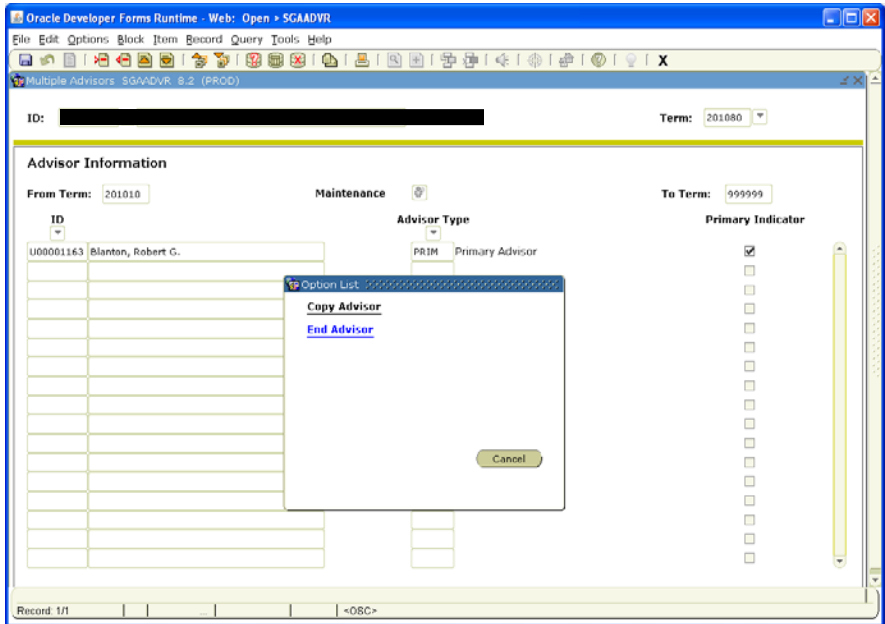 Oracle Developer Forms Runtime - Web: Open > SGAADVR
File Edit Options Block Item Record Query Tools Help
X
Multiple Advisors SGAADVR 8.2 (PROD)
ID: Term: 201080
Advisor Information
From Term: 201010 Maintenance To Term: 999999
ID Advisor Type Primary Indicator
U00001163 Blanton, Robert G. PRIM Primary Advisor
Option List
Copy Advisor
End Advisor
Cancel
Record: 1/1 ... <OSC>